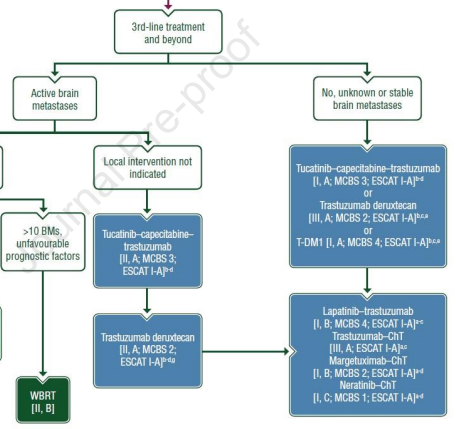 3rd-line treatment
and beyond
Active brain
metastases
No, unknown or stable
brain metastases
Local intervention not
indicated
Tucatinib–capecitabine–trastuzumab
[I, A; MCBS 3; ESCAT I-A]b-d
or
Trastuzumab deruxtecan
[III, A; MCBS 2; ESCAT I-A]b,c,e
or
T-DM1 [I, A; MCBS 4; ESCAT I-A]b,c,e
>10 BMs,
unfavourable
prognostic factors
Tucatinib–capecitabine–
trastuzumab
[II, A; MCBS 3;
ESCAT I-A]b-d
Trastuzumab deruxtecan
[II, A; MCBS 2;
ESCAT I-A]b-d,g
Lapatinib–trastuzumab
[I, B; MCBS 4; ESCAT I-A]a-c
Trastuzumab–ChT
[III, A; ESCAT I-A]a,c
Margetuximab–ChT
[I, B; MCBS 2; ESCAT I-A]a-d
Neratinib–ChT
[I, C; MCBS 1; ESCAT I-A]a-d
WBRT
[II, B]
Journal Pre-proof